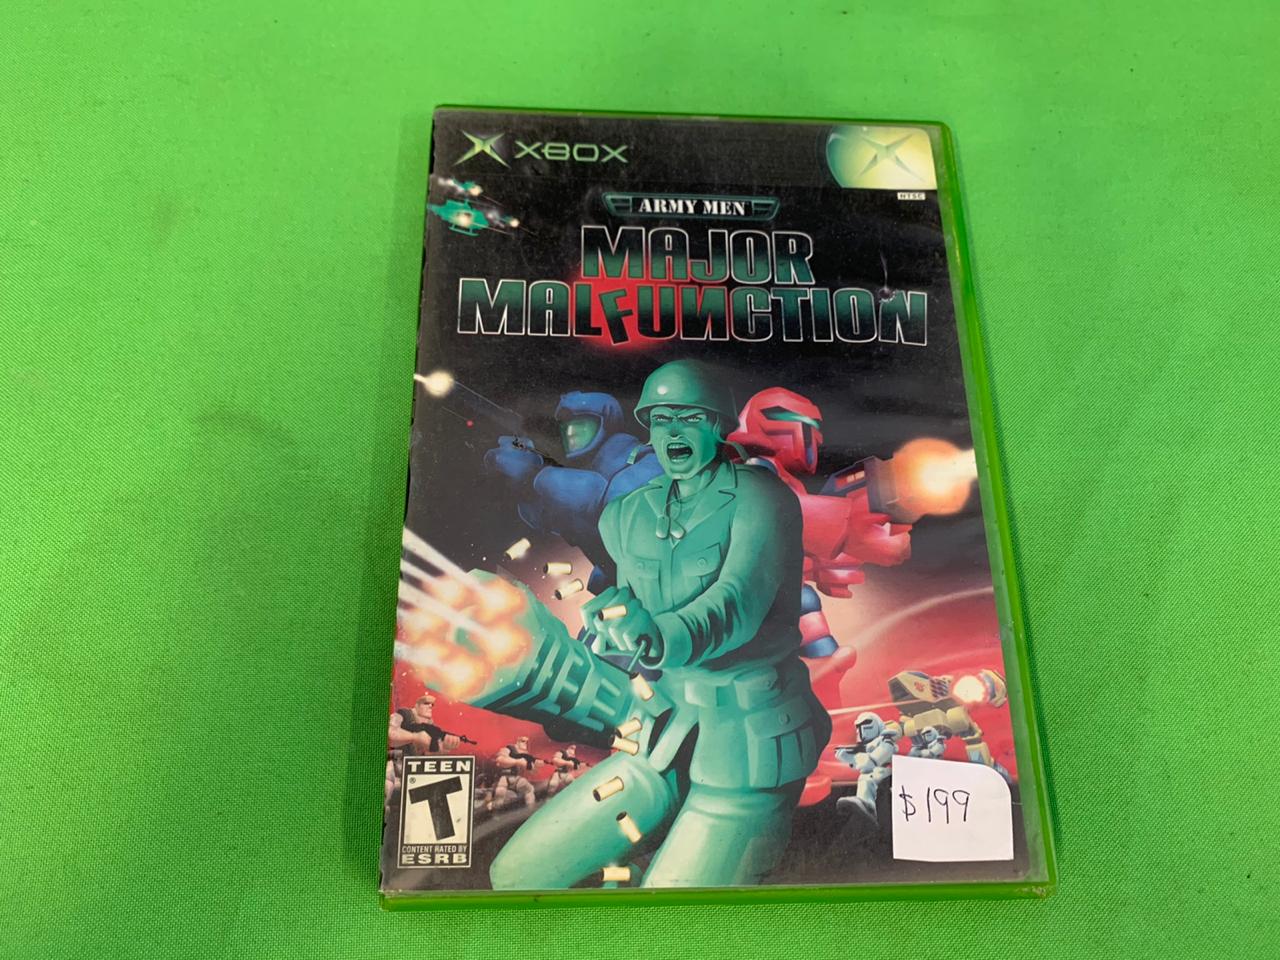 XBOX
NTSC
ARMY MEN
MAJOR
MALFUNCTION
TEEN
T
CONTENT RATED BY
ESRB
$199